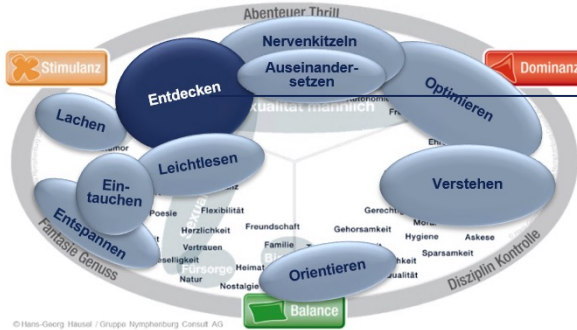 Abenteuer Thrill
Nervenkitzeln
Stimulanz
Dominanz
Auseinander-
setzen
Entdecken
Optimieren
Lachen
Leichtlesen
Ein-
tauchen
Verstehen
Poesie
Flexibilität
Herzlichkeit
Freundschaft
Gehorsamkeit
Hygiene
Askese
Entspannen
Vertrauen
Familie
Sparsamkeit
Fürsorge
Heimat
Orientieren
Natur
Nostalgie
Fantasie Genuss
Disziplin Kontrolle
Balance
©Hans-Georg Häusel / Gruppe Nymphenburg Consult AG